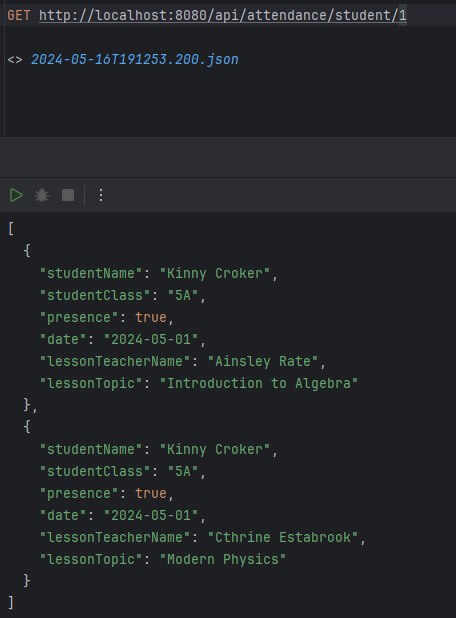 GET http://localhost:8080/api/attendance/student/1
<> 2024-05-16T191253.200.json
[
{
"studentName": "Kinny Croker",
"studentClass": "5A",
"presence": true,
"date": "2024-05-01",
"lessonTeacherName": "Ainsley Rate",
"lessonTopic": "Introduction to Algebra"
},
{
"studentName": "Kinny Croker",
"studentClass": "5A",
"presence": true,
"date": "2024-05-01",
"lessonTeacherName": "Cthrine Estabrook",
"lessonTopic": "Modern Physics"
}
]